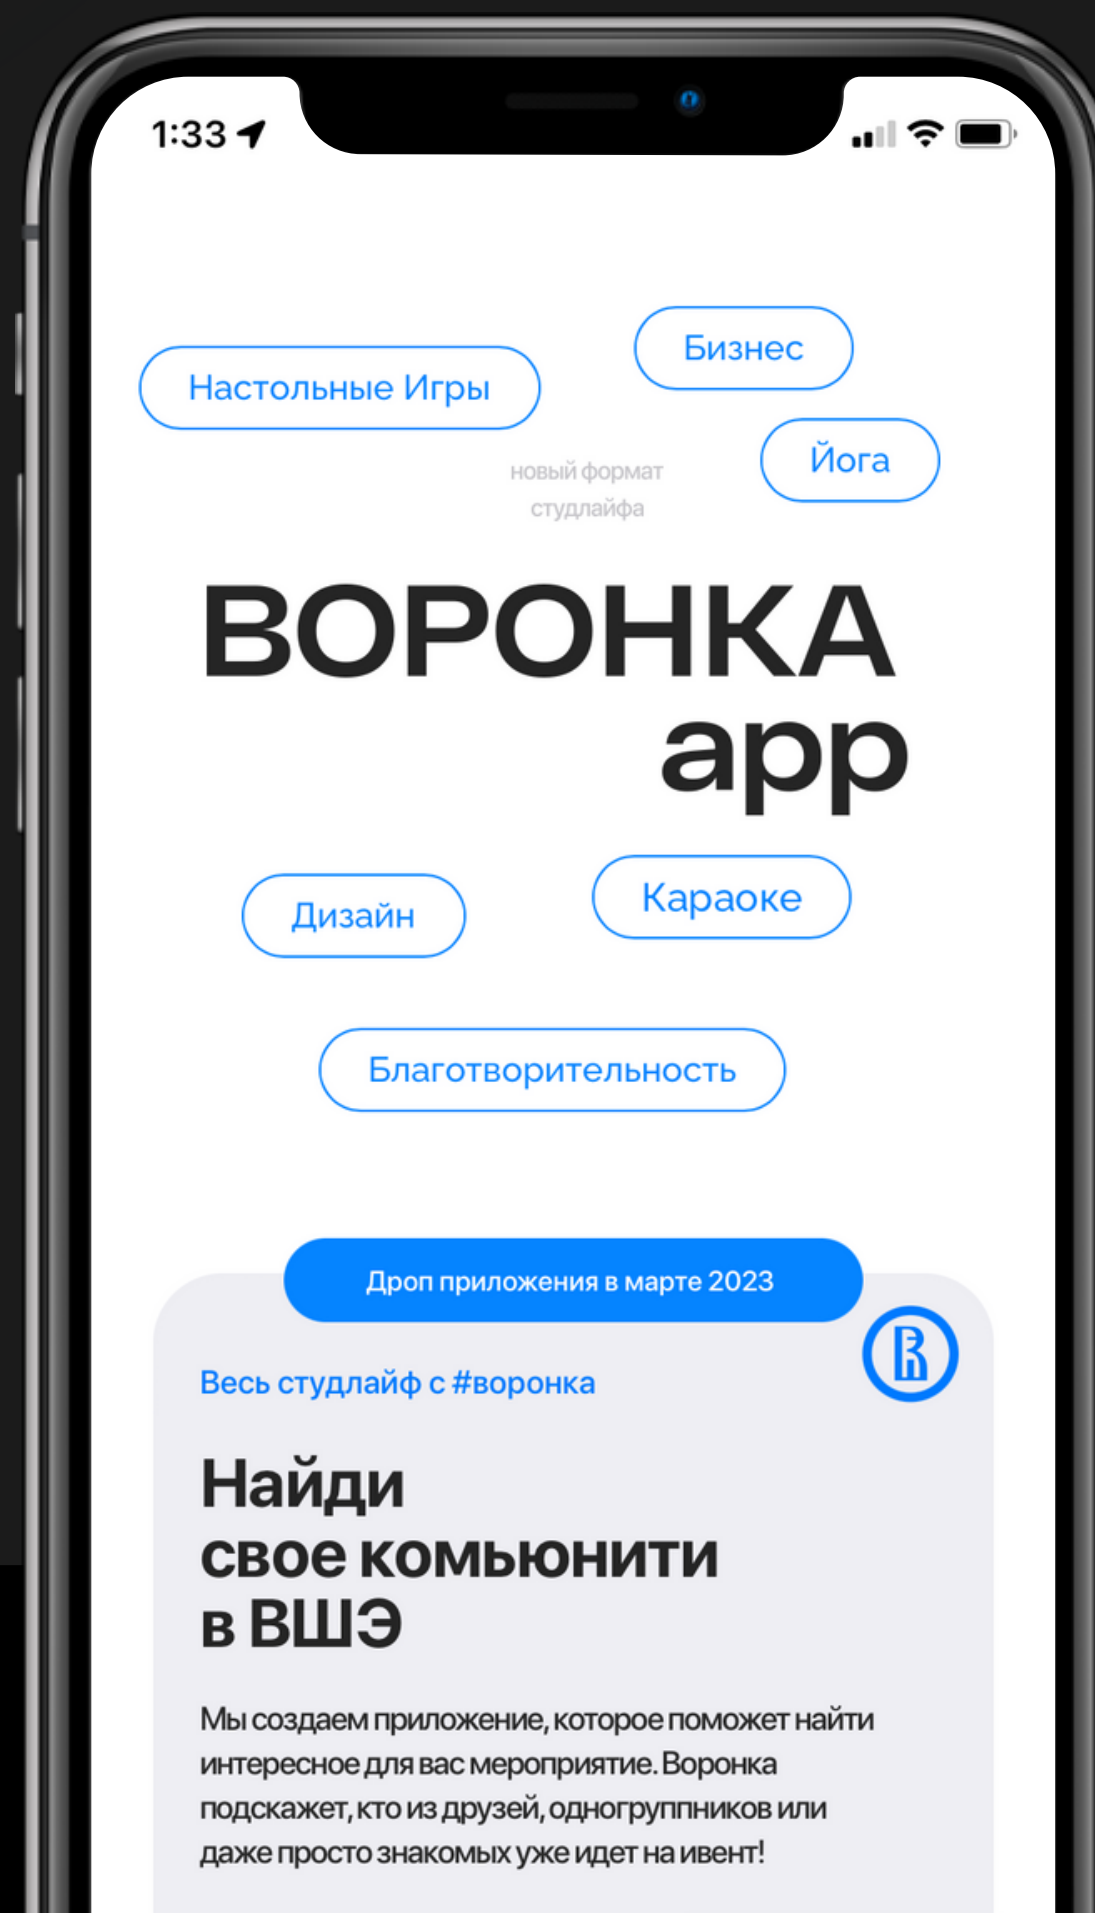 1:33
Бизнес
Настольные Игры
Йога
новый формат
студлайфа
ВОРОНКА
app
Караоке
Дизайн
Благотворительность
Дроп приложения в марте 2023
Весь студлайф с #воронка
Найди
свое комьюнити
в ВШЭ
Мы создаем приложение, которое поможет найти
интересное для вас мероприятие. Воронка
подскажет, кто из друзей, одногруппников или
даже просто знакомых уже идет на ивент!